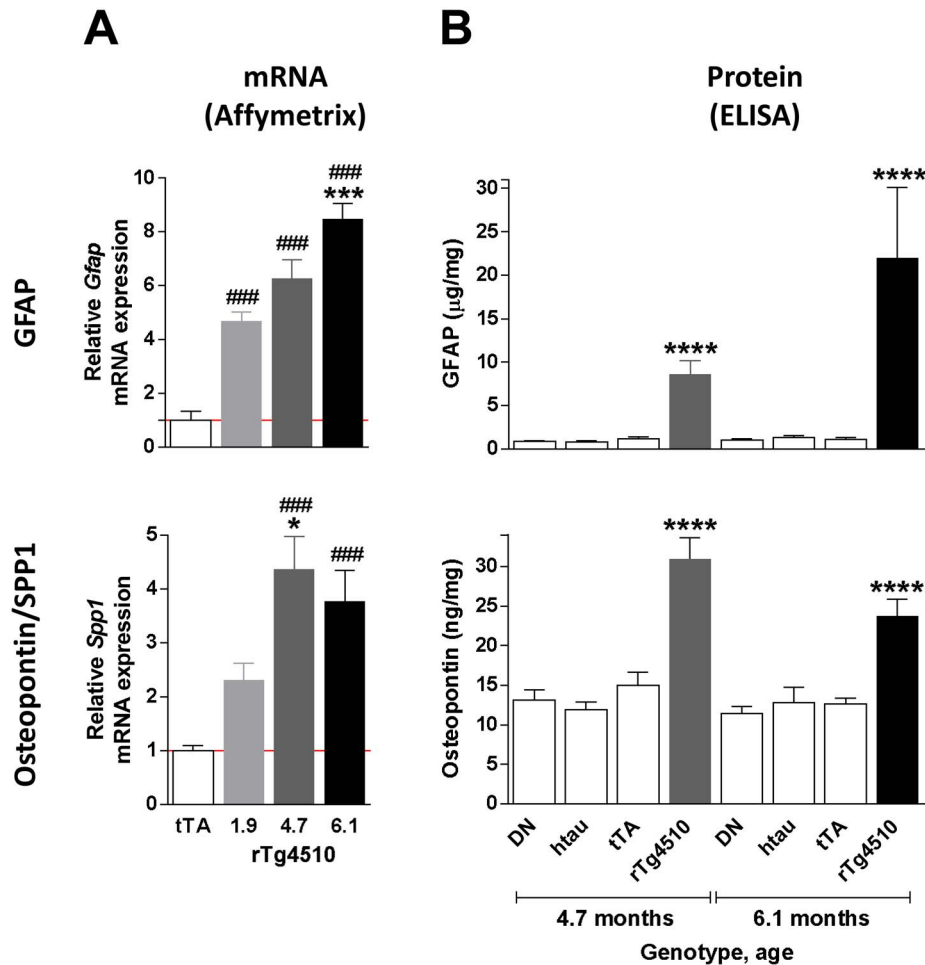 A
B
mRNA
(Affymetrix)
Protein
(ELISA)
GFAP
Relative Gfap
mRNA expression
10
8
6
4
2
0
###
###
###
***
GFAP (µg/mg)
30
25
20
15
10
5
0
****
****
Osteopontin/SPP1
Relative Spp1
mRNA expression
5
4
3
2
1
0
###
*
###
tTA
1.9
4.7
6.1
rTg4510
Osteopontin (ng/mg)
30
25
20
15
10
5
0
****
****
DN
htau
tTA
rTg4510
DN
htau
tTA
rTg4510
4.7 months
6.1 months
Genotype, age